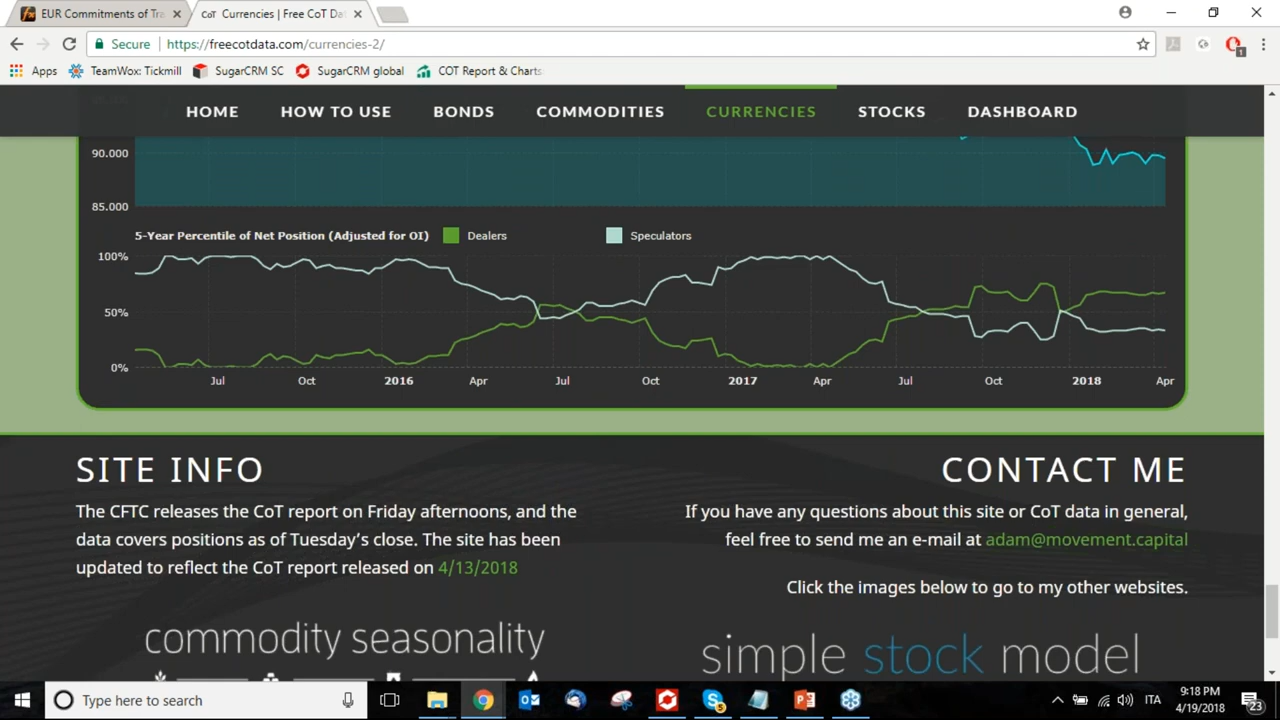 EUR Commitments of Tra
CoT Currencies | Free CoT Da
Secure https://freecotdata.com/currencies-2/
1
Apps TeamWox: Tickmill SugarCRM SC SugarCRM global COT Report & Charts
HOME HOW TO USE BONDS COMMODITIES CURRENCIES STOCKS DASHBOARD
90.000
85.000
5-Year Percentile of Net Position (Adjusted for OI) Dealers Speculators
100%
50%
0%
Jul Oct 2016 Apr Jul Oct 2017 Apr Jul Oct 2018 Apr
SITE INFO
The CFTC releases the CoT report on Friday afternoons, and the
data covers positions as of Tuesday's close. The site has been
updated to reflect the CoT report released on 4/13/2018
CONTACT ME
If you have any questions about this site or CoT data in general,
feel free to send me an e-mail at adam@movement.capital
Click the images below to go to my other websites.
commodity seasonality
simple stock model
Type here to search
5
ITA
9:18 PM
4/19/2018
23